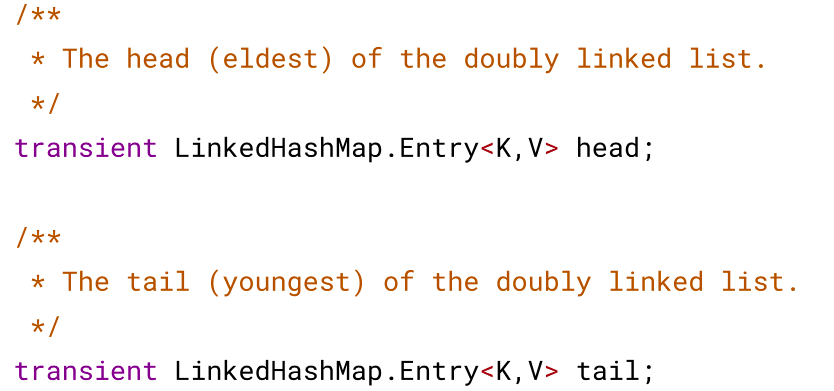 /**
 * The head (eldest) of the doubly linked list.
 */
transient LinkedHashMap.Entry<K,V> head;

/**
 * The tail (youngest) of the doubly linked list.
 */
transient LinkedHashMap.Entry<K,V> tail;